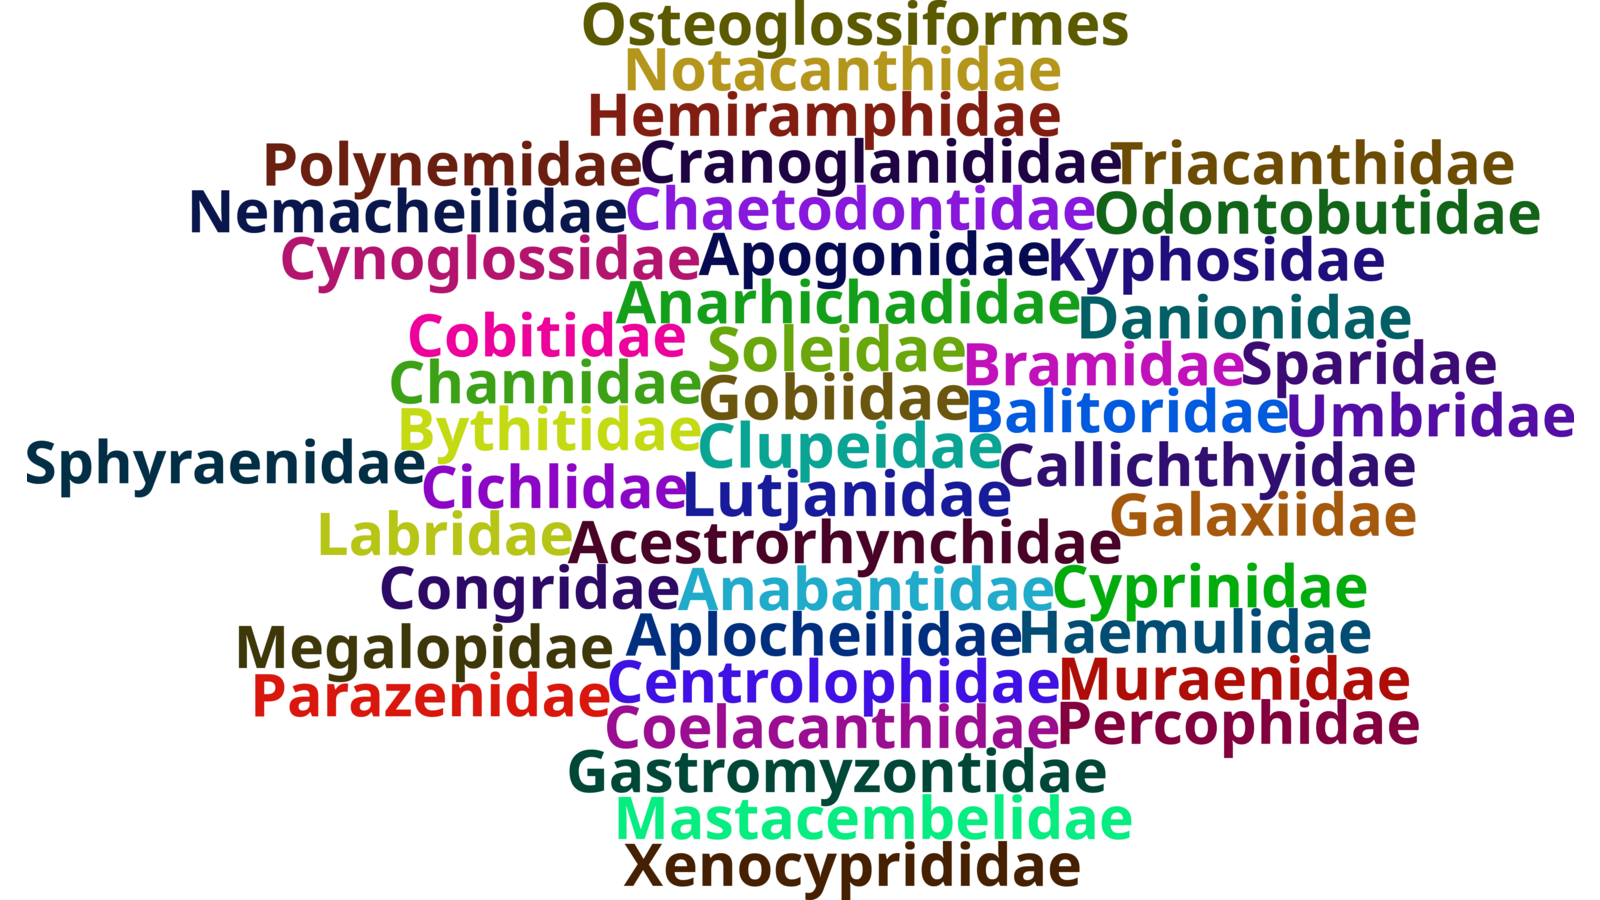 Osteoglossiformes
Notacanthidae
Hemiramphidae
Polynemidae Cranoglanididae Triacanthidae
Nemacheilidae Chaetodontidae Odontobutidae
Cynoglossidae Apogonidae Kyphosidae
Anarhichadidae Danionidae
Cobitidae Soleidae Bramidae Sparidae
Channidae Gobiidae Balitoridae Umbridae
Bythitidae Clupeidae Callichthyidae
Sphyraenidae Cichlidae Lutjanidae Galaxiidae
Labridae Acestrorhynchidae
Congridae Anabantidae Cyprinidae
Megalopidae Aplocheilidae Haemulidae
Parazenidae Centrolophidae Muraenidae
Coelacanthidae Percophidae
Gastromyzontidae
Mastacembelidae
Xenocyprididae